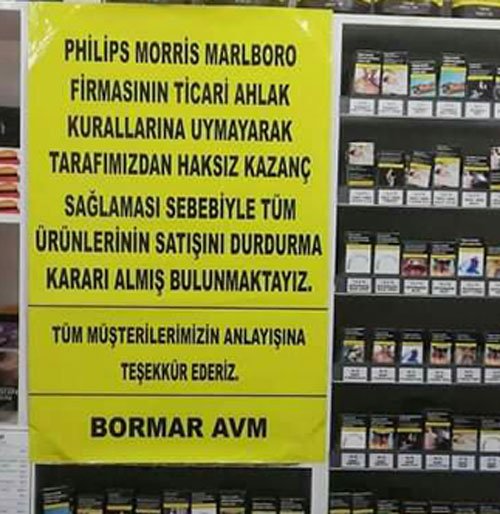 PHILIPS MORRIS MARLBORO
FİRMASININ TİCARİ AHLAK
KURALLARINA UYMAYARAK
TARAFIMIZDAN HAKSIZ KAZANÇ
SAĞLAMASI SEBEBİYLE TÜM
ÜRÜNLERİNİN SATIŞINI DURDURMA
KARARI ALMIŞ BULUNMAKTAYIZ.
TÜM MÜŞTERİLERİMİZİN ANLAYIŞINA
TEŞEKKÜR EDERİZ.
BORMAR AVM